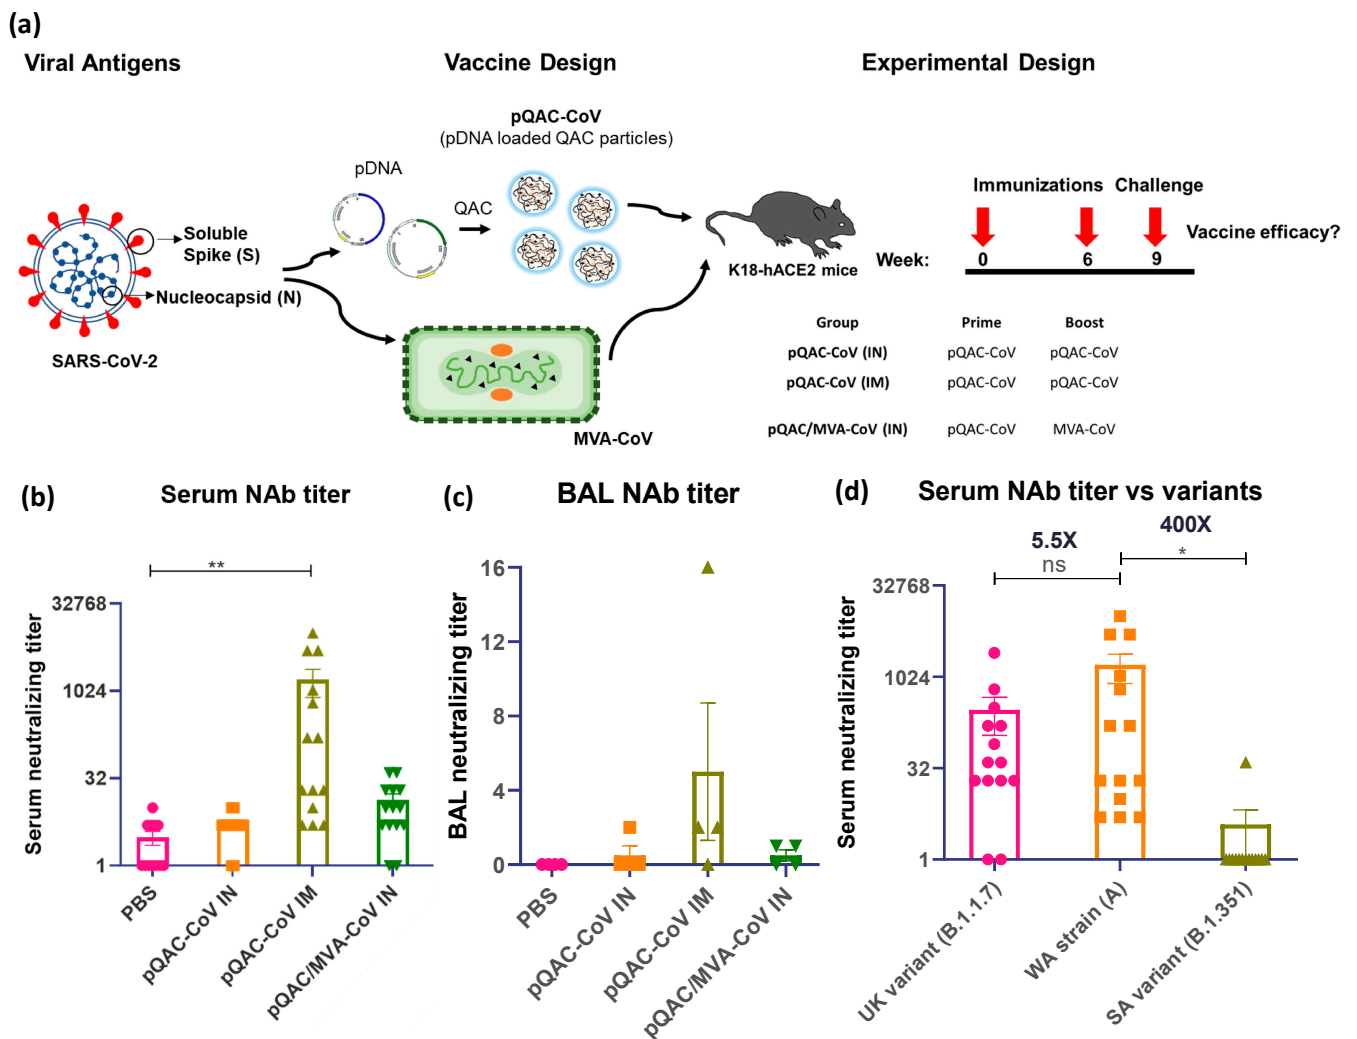 (a)
Viral Antigens
Vaccine Design
Experimental Design
pQAC-CoV
(pDNA loaded QAC particles)
pDNA
QAC
Soluble
Spike (S)
Nucleocapsid (N)
SARS-CoV-2
MVA-CoV
K18-hACE2 mice
Immunizations Challenge
Vaccine efficacy?
Week: 0 6 9
Group Prime Boost
pQAC-CoV (IN) pQAC-CoV pQAC-CoV
pQAC-CoV (IM) pQAC-CoV pQAC-CoV
pQAC/MVA-CoV (IN) pQAC-CoV MVA-CoV
(b) Serum NAb titer
**
Serum neutralizing titer
32768
1024
32
1
PBS
pQAC-CoV IN
pQAC-CoV IM
pQAC/MVA-CoV IN
(c) BAL NAb titer
BAL neutralizing titer
16
12
8
4
0
PBS
pQAC-CoV IN
pQAC-CoV IM
pQAC/MVA-CoV IN
(d) Serum NAb titer vs variants
400X
5.5X
*
ns
Serum neutralizing titer
32768
1024
32
1
UK variant (B.1.1.7)
WA strain (A)
SA variant (B.1.351)